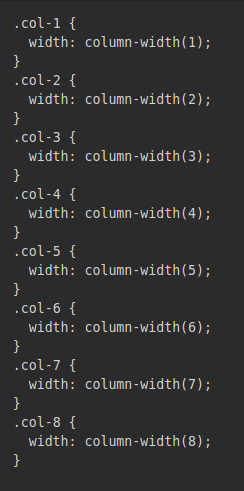 .col-1 {
  width: column-width(1);
}
.col-2 {
  width: column-width(2);
}
.col-3 {
  width: column-width(3);
}
.col-4 {
  width: column-width(4);
}
.col-5 {
  width: column-width(5);
}
.col-6 {
  width: column-width(6);
}
.col-7 {
  width: column-width(7);
}
.col-8 {
  width: column-width(8);
}